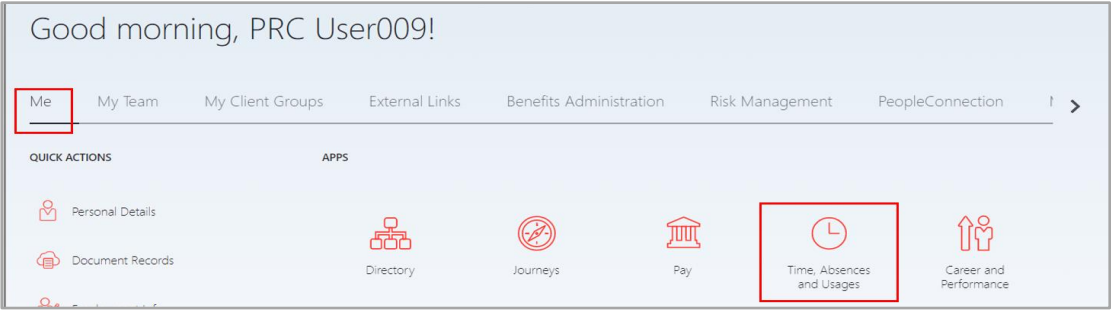 Good morning, PRC User009!
Me My Team My Client Groups External Links Benefits Administration Risk Management PeopleConnection
QUICK ACTIONS APPS
Personal Details
Document Records
Directory Journeys Pay Time, Absences Career and
and Usages Performance